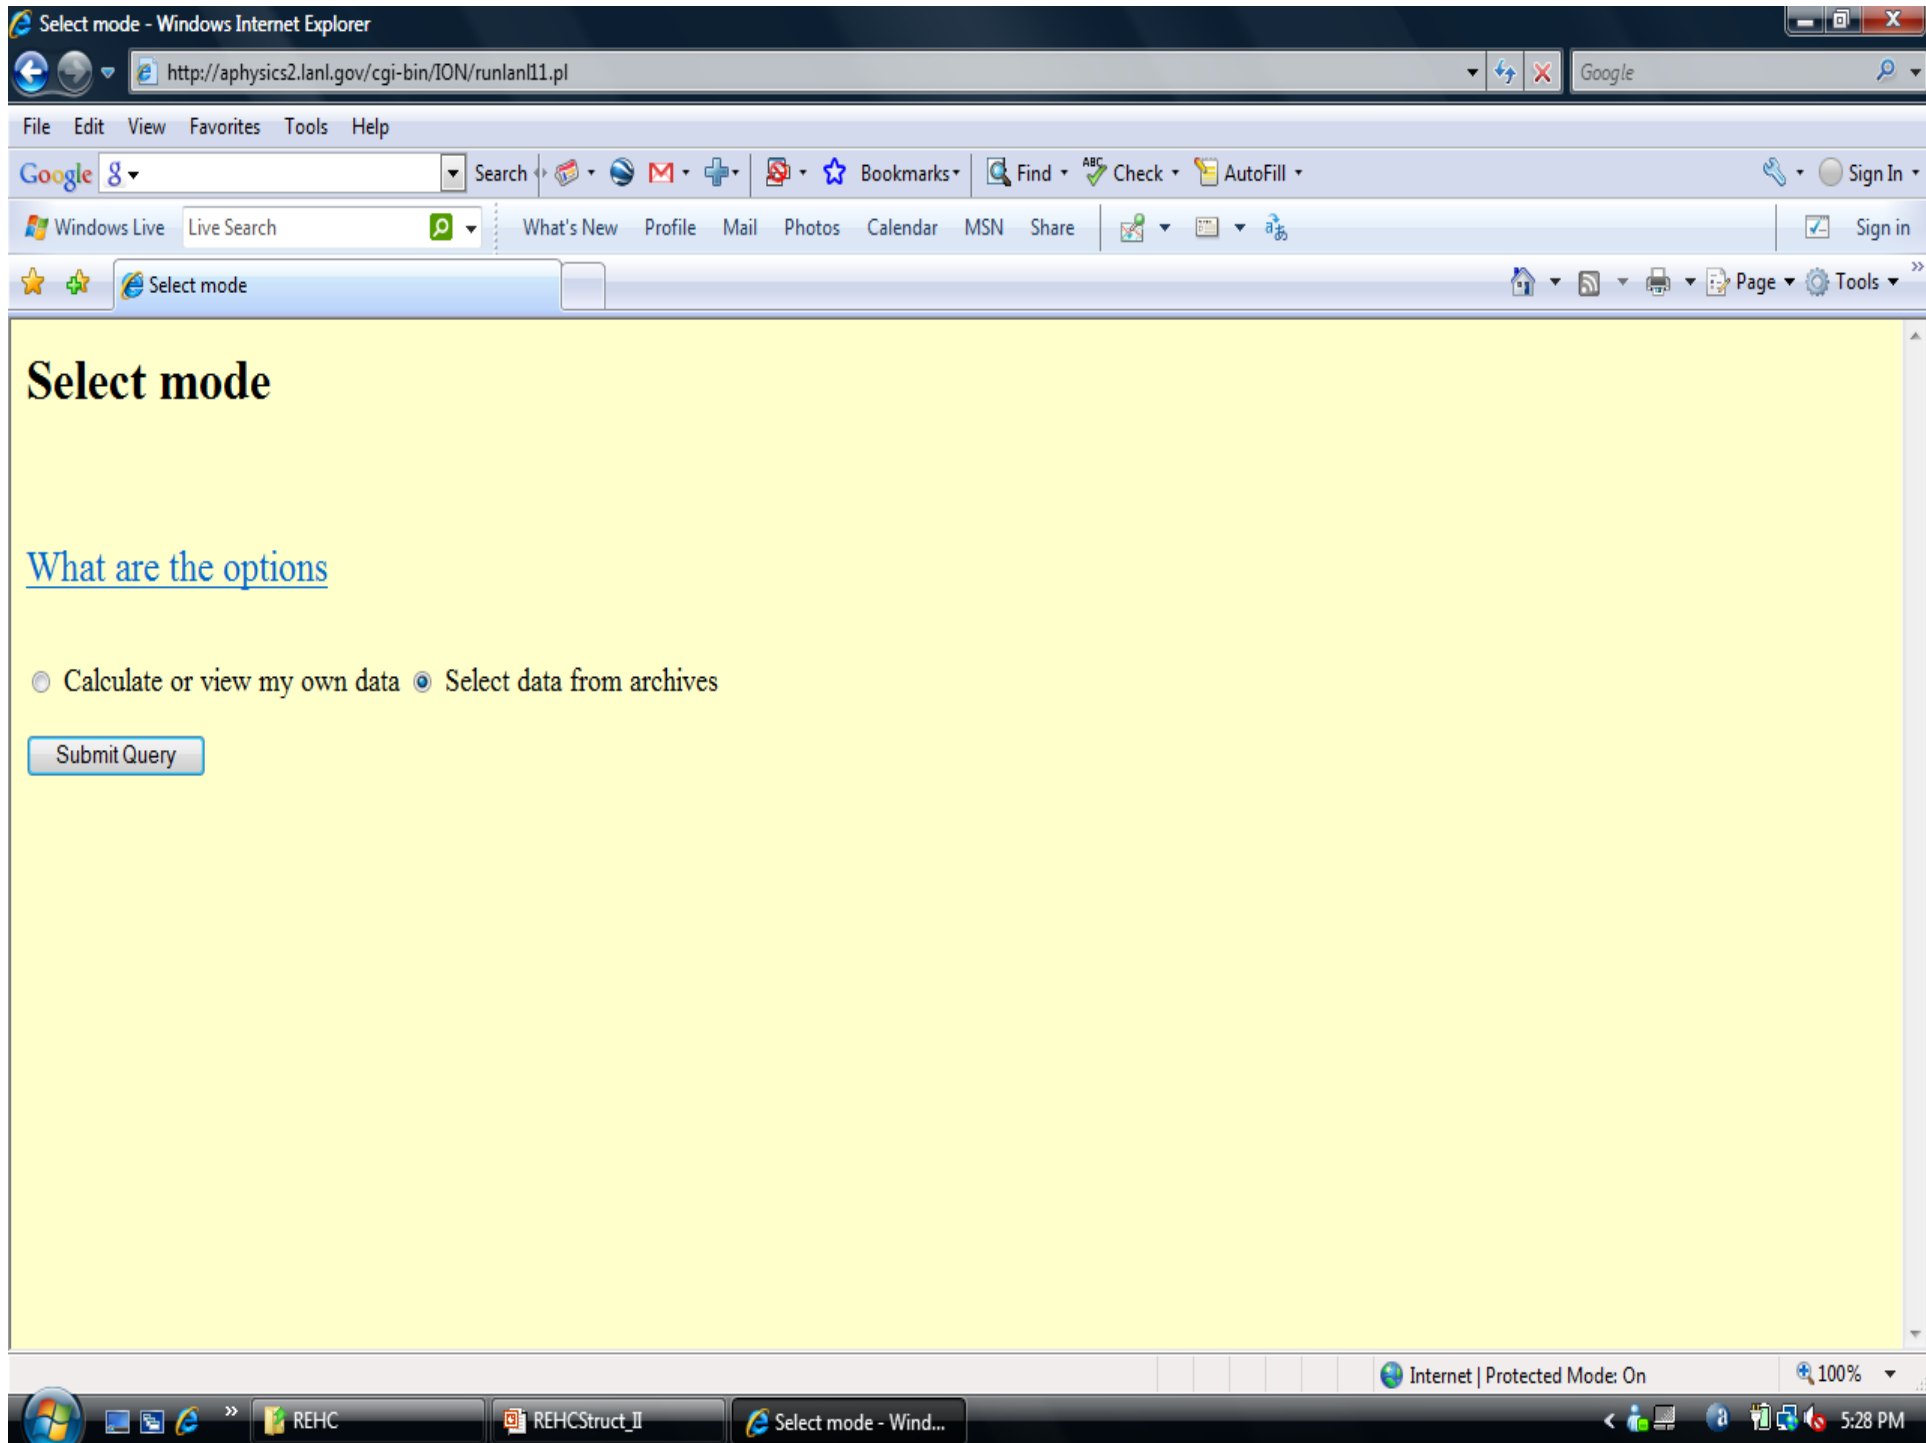 Select mode - Windows Internet Explorer
http://aphysics2.lanl.gov/cgi-bin/ION/runlanl11.pl
Google
File Edit View Favorites Tools Help
Google g Search Bookmarks Find ABC Check AutoFill Sign In
Windows Live Live Search What's New Profile Mail Photos Calendar MSN Share Sign in
Select mode Page Tools »
Select mode
What are the options
Calculate or view my own data Select data from archives
Submit Query
Internet | Protected Mode: On 100%
» REHC REHCStruct_II Select mode - Wind... < a 5:28 PM